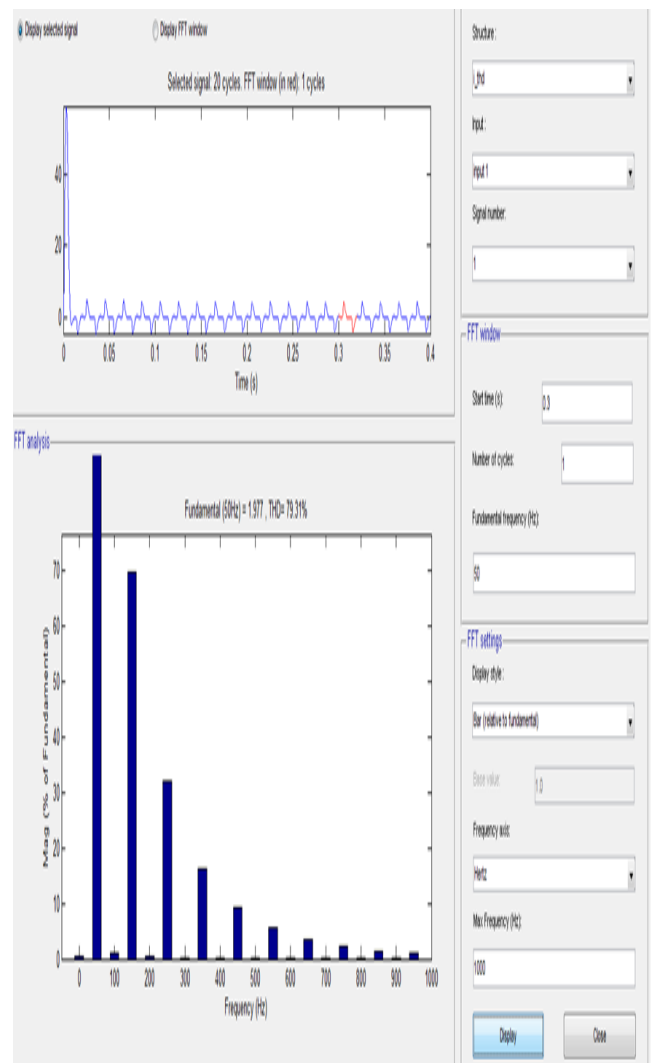 Display selected signal
Display FFT window
Selected signal: 20 cycles. FFT window (in red): 1 cycles
40
20
0
0 0.05 0.1 0.15 0.2 0.25 0.3 0.35 0.4
Time (s)
FFT analysis
Fundamental (50Hz) = 1.977 , THD= 79.31%
70
60
50
40
30
20
10
0
Mag (% of Fundamental)
0 100 200 300 400 500 600 700 800 900 1000
Frequency (Hz)
Structure :
i_thd
Input :
input 1
Signal number:
1
FFT window
Start time (s):
0.3
Number of cycles:
1
Fundamental frequency (Hz):
50
FFT settings
Display style :
Bar (relative to fundamental)
Base value:
1.0
Frequency axis:
Hertz
Max Frequency (Hz):
1000
Display
Close